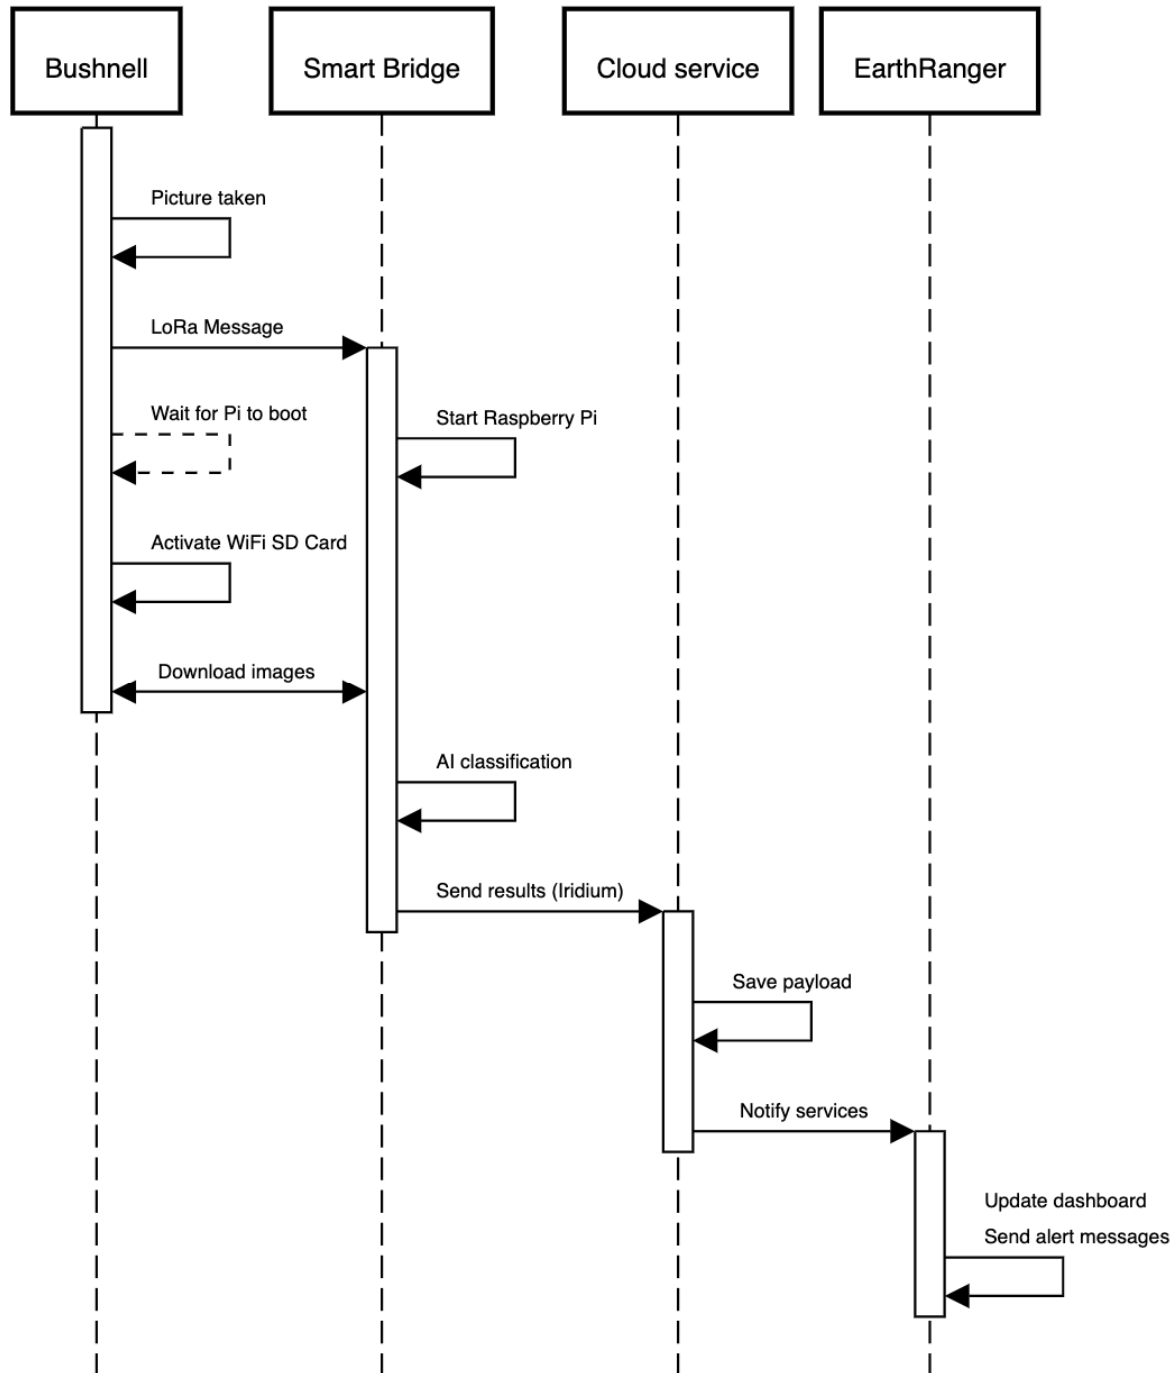 Bushnell
Smart Bridge
Cloud service
EarthRanger
Picture taken
LoRa Message
Wait for Pi to boot
Start Raspberry Pi
Activate WiFi SD Card
Download images
AI classification
Send results (Iridium)
Save payload
Notify services
Update dashboard
Send alert messages